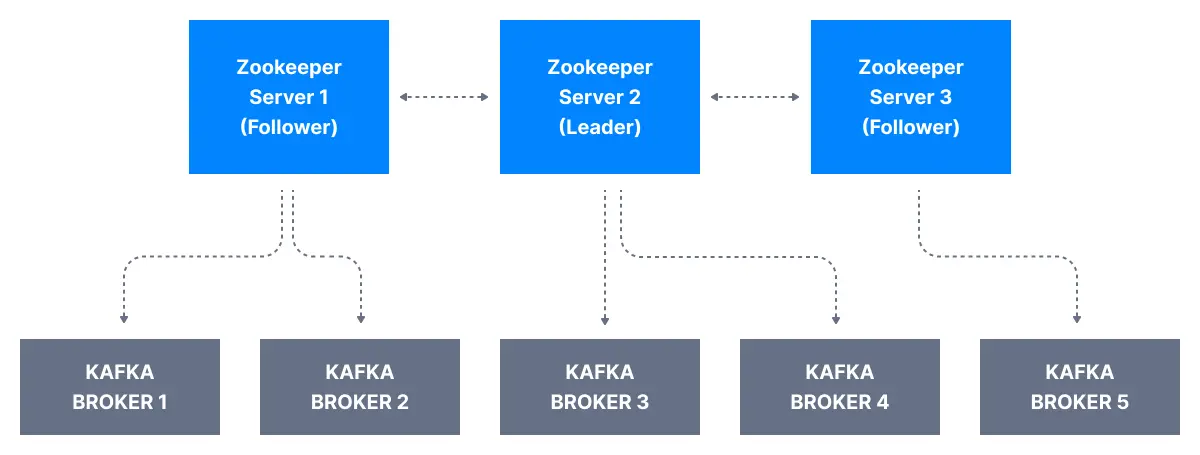 Zookeeper
Server 1
(Follower)
Zookeeper
Server 2
(Leader)
Zookeeper
Server 3
(Follower)
KAFKA
BROKER 1
KAFKA
BROKER 2
KAFKA
BROKER 3
KAFKA
BROKER 4
KAFKA
BROKER 5